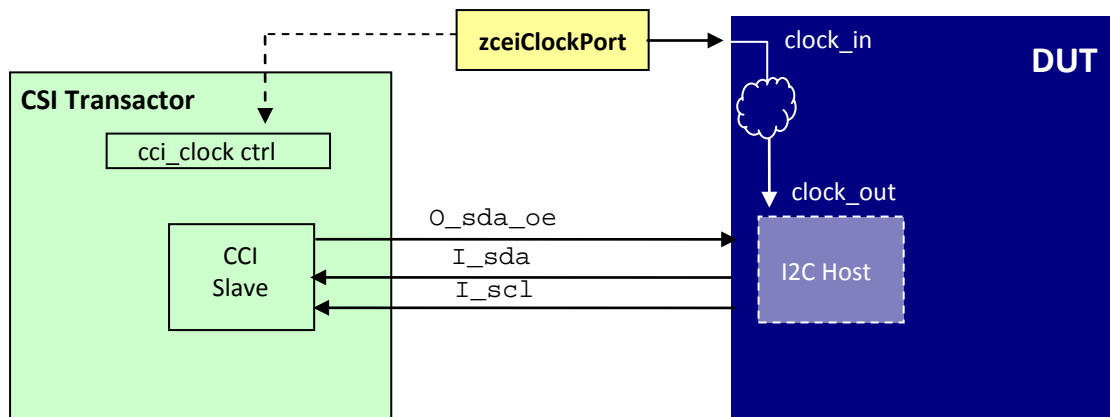 zceiClockPort
clock_in
DUT
CSI Transactor
cci_clock ctrl
clock_out
O_sda_oe
CCI
Slave
I_sda
I2C Host
I_scl